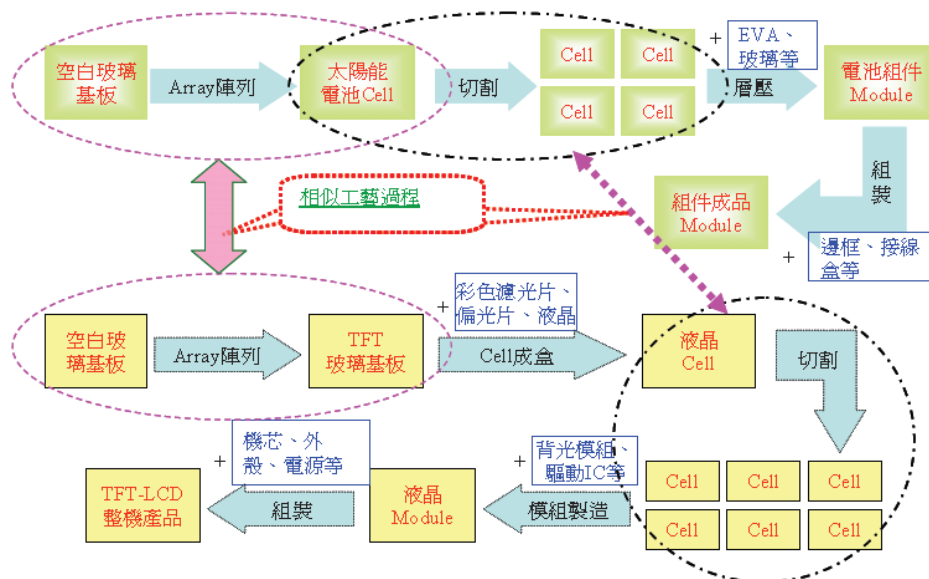 空白玻璃
基板
Array陣列
太陽能
電池Cell
切割
Cell
Cell
Cell
Cell
+
EVA、
玻璃等
層壓
電池組件
Module
組裝
+
邊框、接線
盒等
組件成品
Module
相似工藝過程
空白玻
璃基板
Array陣列
TFT
玻璃基板
+
彩色濾光片、
偏光片、液晶
Cell成盒
液晶
Cell
切割
Cell
Cell
Cell
Cell
Cell
Cell
+
背光模組、
驅動IC等
模組製造
液晶
Module
+
機芯、外
殼、電源等
組裝
TFT-LCD
整機產品